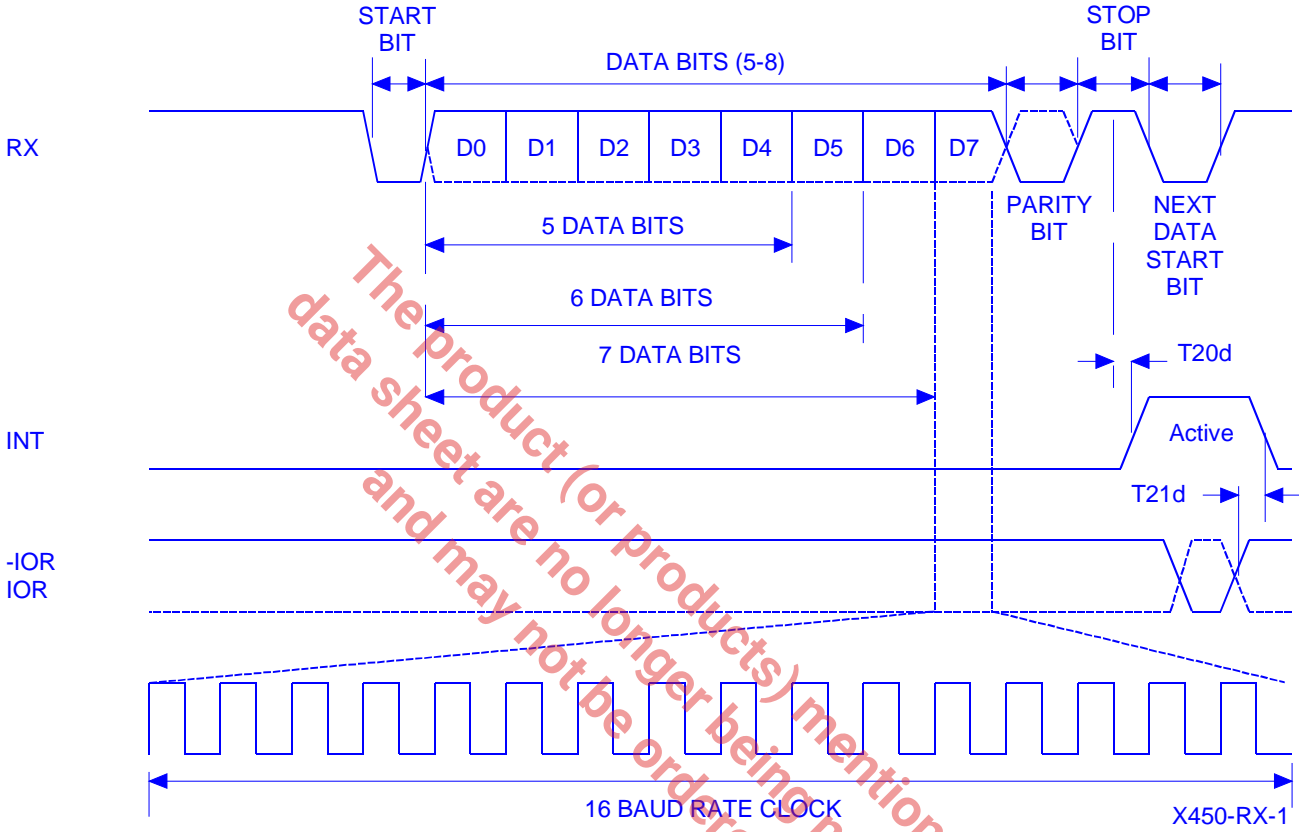 START
BIT
STOP
BIT
DATA BITS (5-8)
RX
D0 D1 D2 D3 D4 D5 D6 D7
PARITY
BIT
NEXT
DATA
START
BIT
5 DATA BITS
6 DATA BITS
7 DATA BITS
T20d
INT
Active
T21d
-IOR
IOR
16 BAUD RATE CLOCK
X450-RX-1
The product (or products) mention
data sheet are no longer being
and may not be order